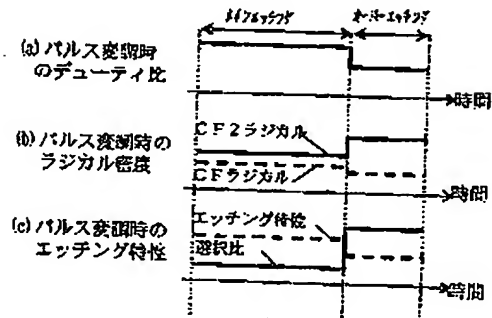 メインエッチング
オーバーエッチング
(a) パルス変調時
のデューティ比
時間
(b) パルス変調時の
ラジカル密度
CF2ラジカル
CFラジカル
時間
(c) パルス変調時の
エッチング特性
エッチング特性
選択比
時間